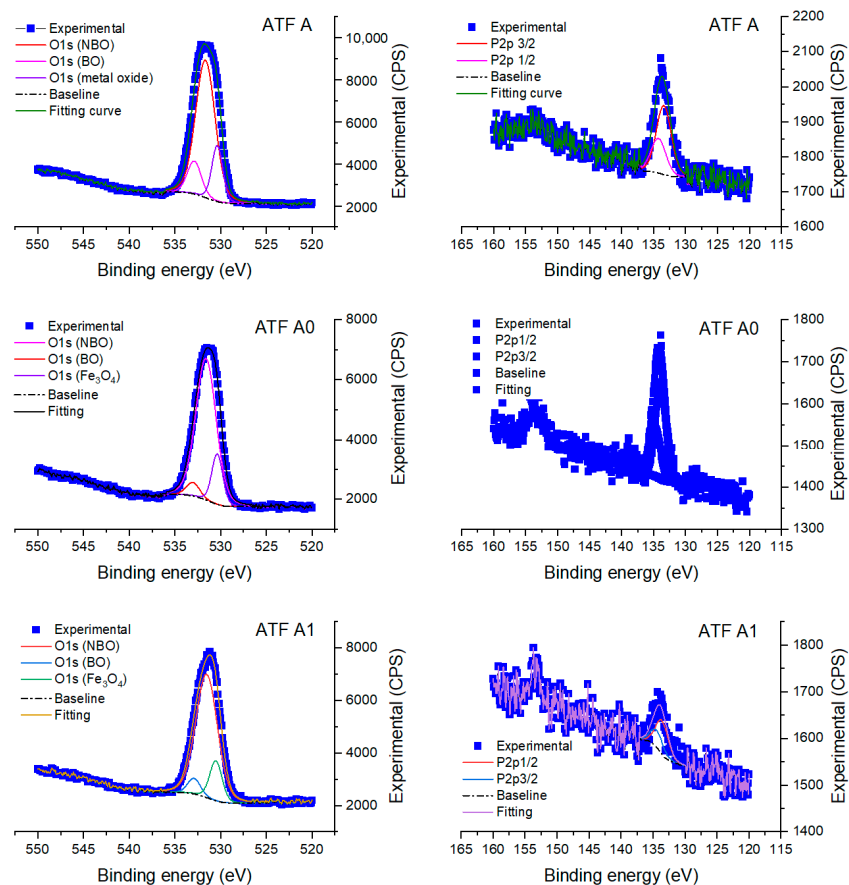 Experimental
O1s (NBO)
O1s (BO)
O1s (metal oxide)
Baseline
Fitting curve
ATF A
10,000
8000
6000
4000
2000
Experimental (CPS)
550 545 540 535 530 525 520
Binding energy (eV)
Experimental
P2p 3/2
P2p 1/2
Baseline
Fitting curve
ATF A
2200
2100
2000
1900
1800
1700
1600
Experimental (CPS)
165 160 155 150 145 140 135 130 125 120 115
Binding energy (eV)
Experimental
O1s (NBO)
O1s (BO)
O1s (Fe₃O₄)
Baseline
Fitting
ATF A0
8000
6000
4000
2000
Experimental (CPS)
550 545 540 535 530 525 520
Binding energy (eV)
Experimental
P2p1/2
P2p3/2
Baseline
Fitting
ATF A0
1800
1700
1600
1500
1400
1300
Experimental (CPS)
165 160 155 150 145 140 135 130 125 120 115
Binding energy (eV)
Experimental
O1s (NBO)
O1s (BO)
O1s (Fe₃O₄)
Baseline
Fitting
ATF A1
8000
6000
4000
2000
Experimental (CPS)
550 545 540 535 530 525 520
Binding energy (eV)
ATF A1
Experimental
P2p1/2
P2p3/2
Baseline
Fitting
1800
1700
1600
1500
1400
Experimental (CPS)
165 160 155 150 145 140 135 130 125 120 115
Binding energy (eV)